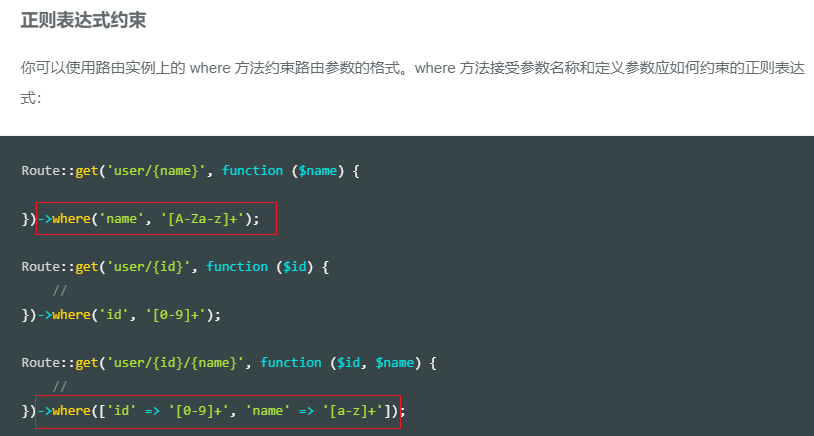 正则表达式约束
你可以使用路由实例上的 where 方法约束路由参数的格式。where 方法接受参数名称和定义参数应如何约束的正则表达
式：
Route::get('user/{name}', function ($name) {
})->where('name', '[A-Za-z]+');
Route::get('user/{id}', function ($id) {
//
})->where('id', '[0-9]+');
Route::get('user/{id}/{name}', function ($id, $name) {
//
})->where(['id' => '[0-9]+', 'name' => '[a-z]+']);